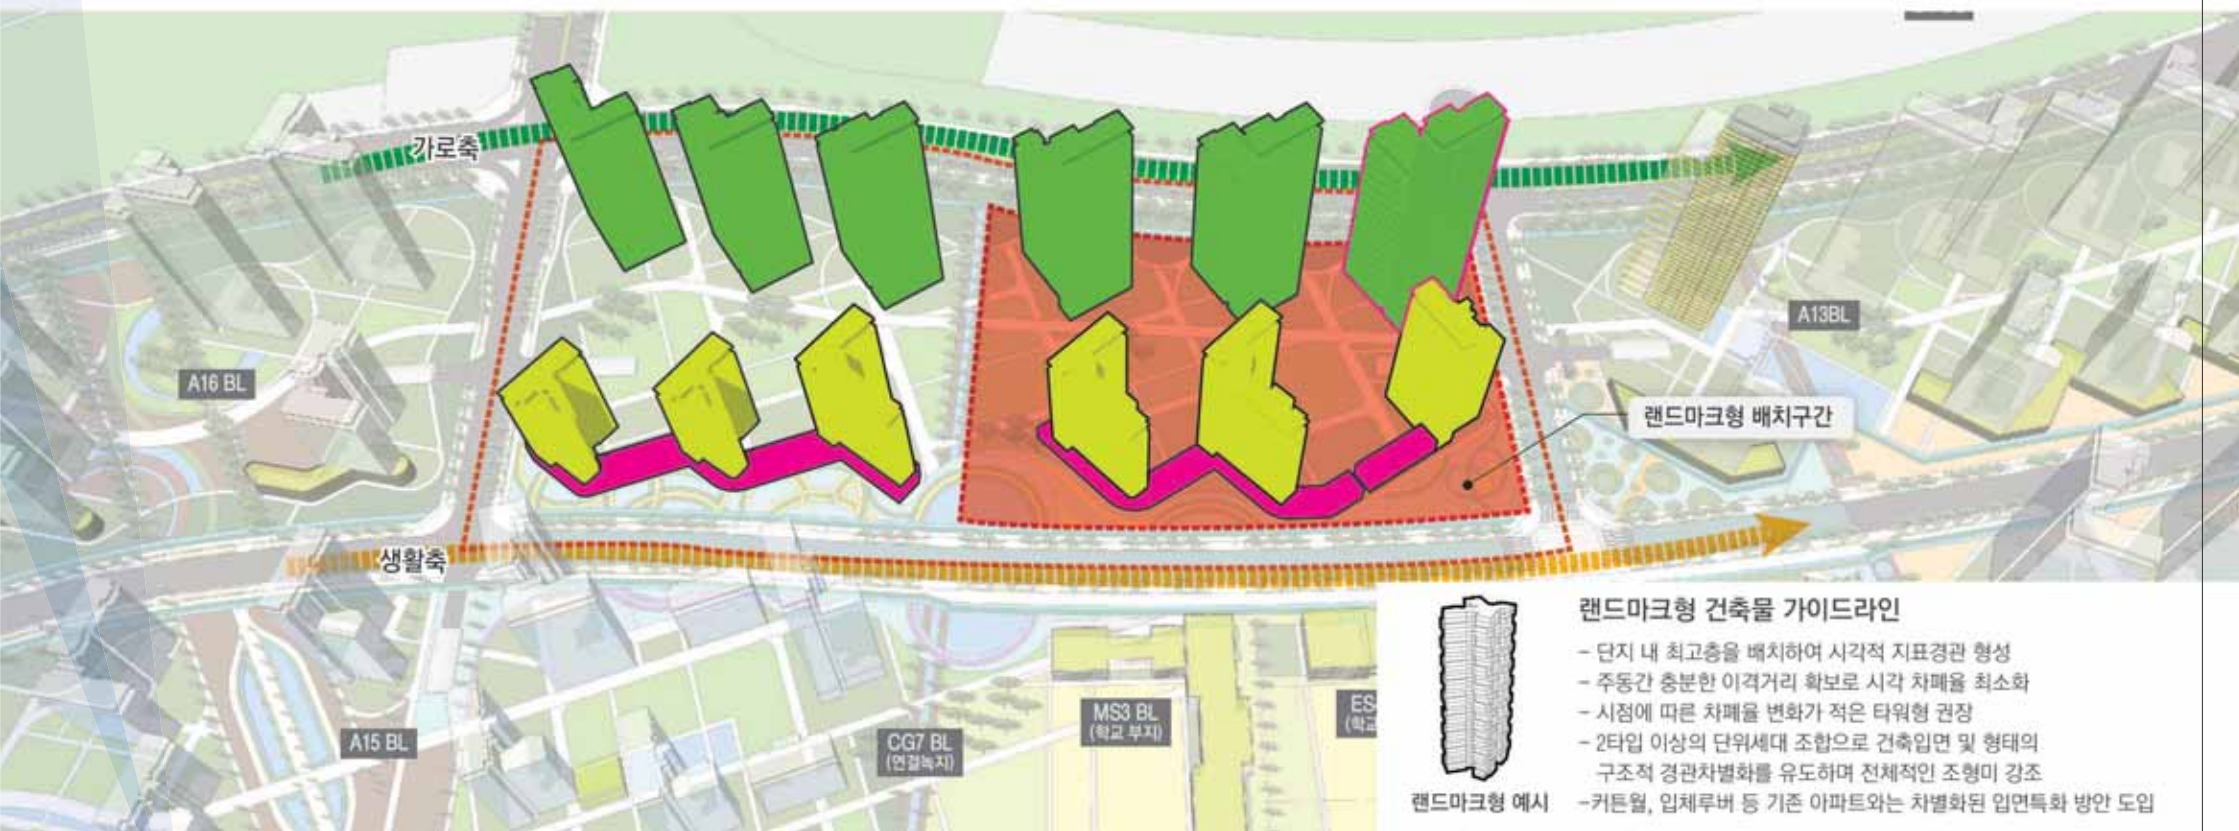 가로축
A16 BL
A13BL
랜드마크형 배치구간
생활축
A15 BL
CG7 BL
(연결녹지)
MS3 BL
(학교 부지)
ES
(학교
랜드마크형 예시
랜드마크형 건축물 가이드라인
- 단지 내 최고층을 배치하여 시각적 지표경관 형성
- 주동간 충분한 이격거리 확보로 시각 차폐율 최소화
- 시점에 따른 차폐율 변화가 적은 타워형 권장
- 2타입 이상의 단위세대 조합으로 건축입면 및 형태의
구조적 경관차별화를 유도하며 전체적인 조형미 강조
-커튼월, 입체루버 등 기존 아파트와는 차별화된 입면특화 방안 도입